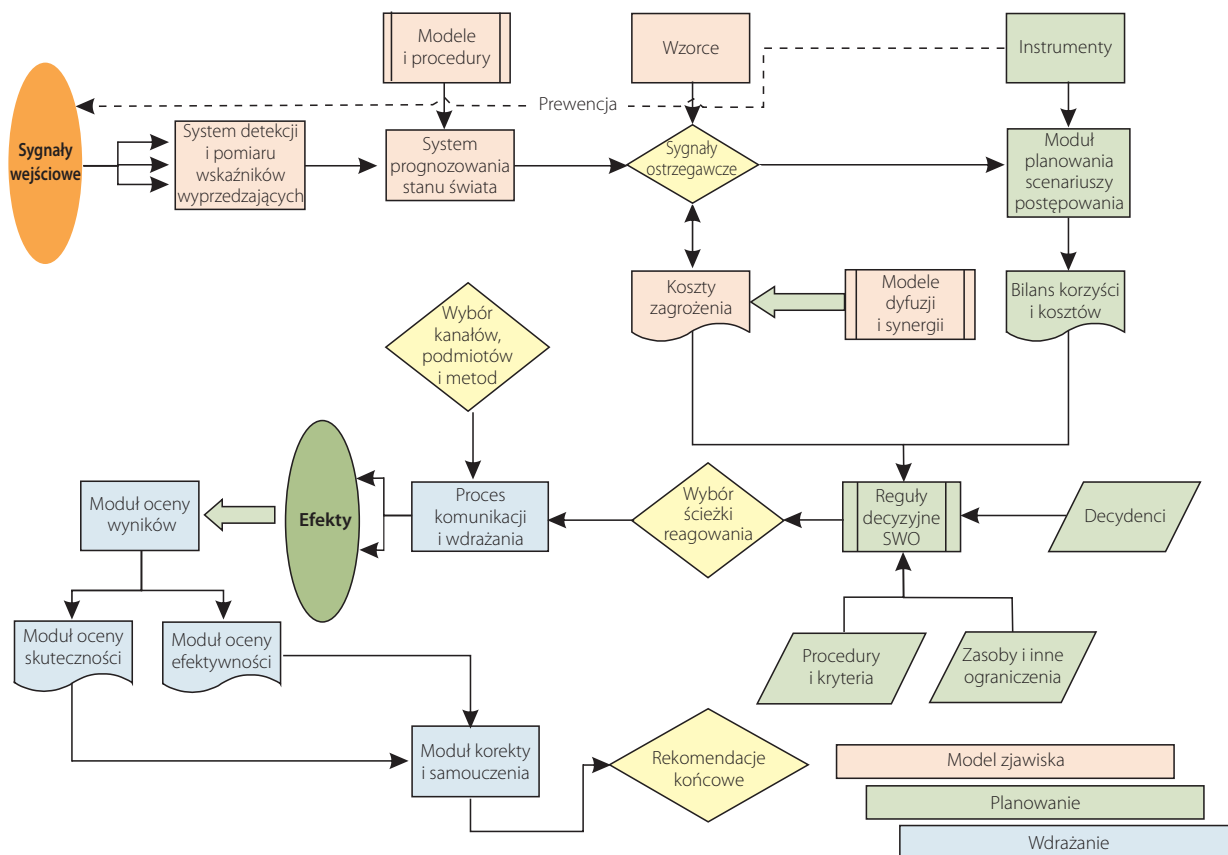 Modele
i procedury
Wzorce
Instrumenty
Prewencja
Sygnały
wejściowe
System detekcji
i pomiaru
wskaźników
wyprzedzających
System
prognozowania
stanu świata
Sygnały
ostrzegawcze
Moduł
planowania
scenariuszy
postępowania
Koszty
zagrożenia
Modele
dyfuzji
i synergii
Bilans korzyści
i kosztów
Wybór
kanałów,
podmiotów
i metod
Moduł oceny
wyników
Efekty
Proces
komunikacji
i wdrażania
Wybór
ścieżki
reagowania
Reguły
decyzyjne
SWO
Decydenci
Moduł oceny
skuteczności
Moduł oceny
efektywności
Procedury
i kryteria
Zasoby i inne
ograniczenia
Moduł korekty
i samouczenia
Rekomendacje
końcowe
Model zjawiska
Planowanie
Wdrażanie